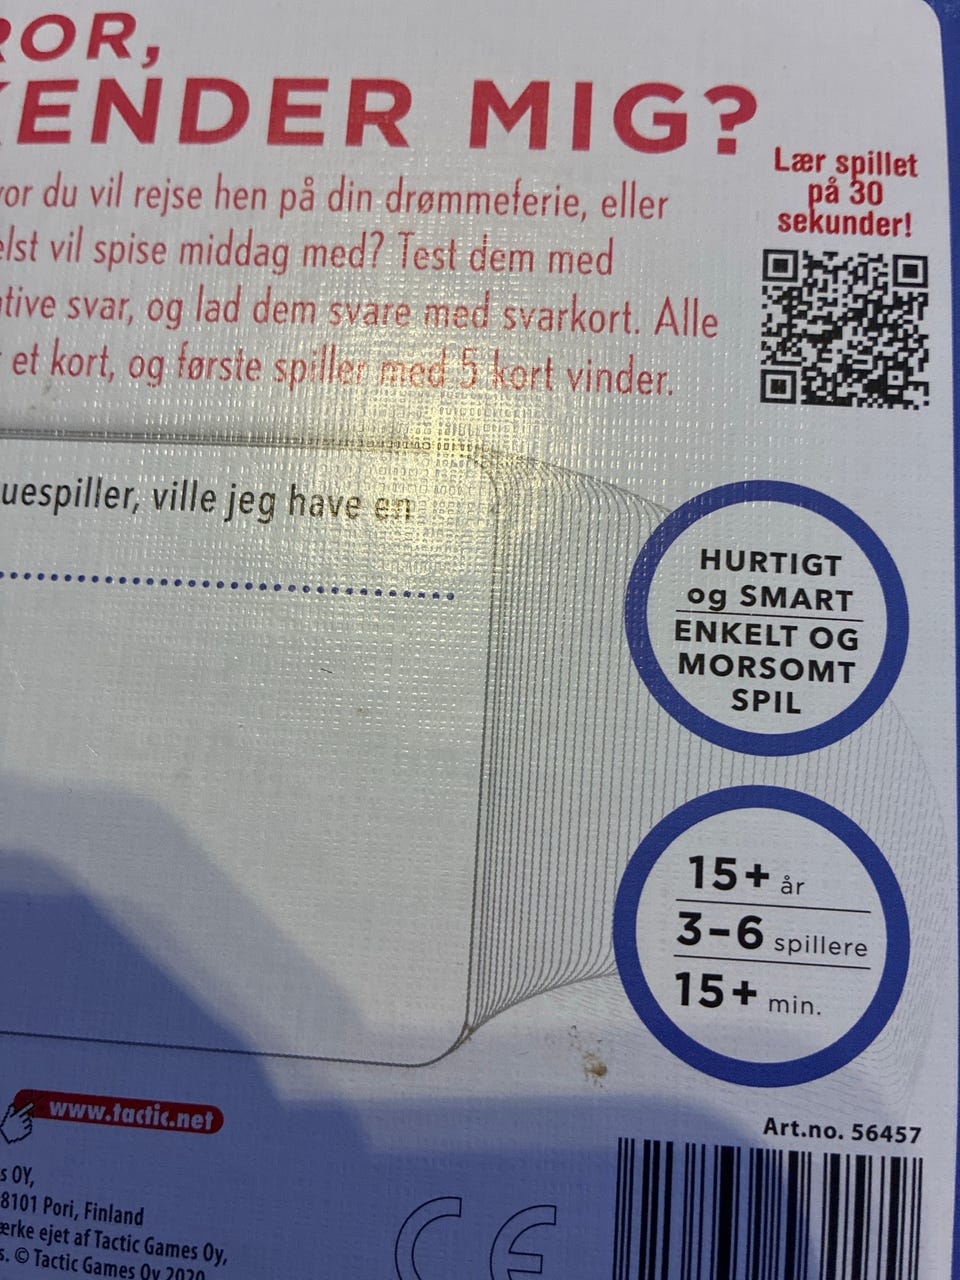 ROR,
KENDER MIG?
Lær spillet
på 30
sekunder!
vor du vil rejse hen på din drømmeferie, eller
elst vil spise middag med? Test dem med
ative svar, og lad dem svare med svarkort. Alle
et kort, og første spiller med 5 kort vinder.
uespiller, ville jeg have en
HURTIGT
og SMART
ENKELT OG
MORSOMT
SPIL
15+ år
3-6 spillere
15+ min.
www.tactic.net
Art.no. 56457
s OY,
8101 Pori, Finland
ærke ejet af Tactic Games Oy,
s. © Tactic Games Oy 2020
CE